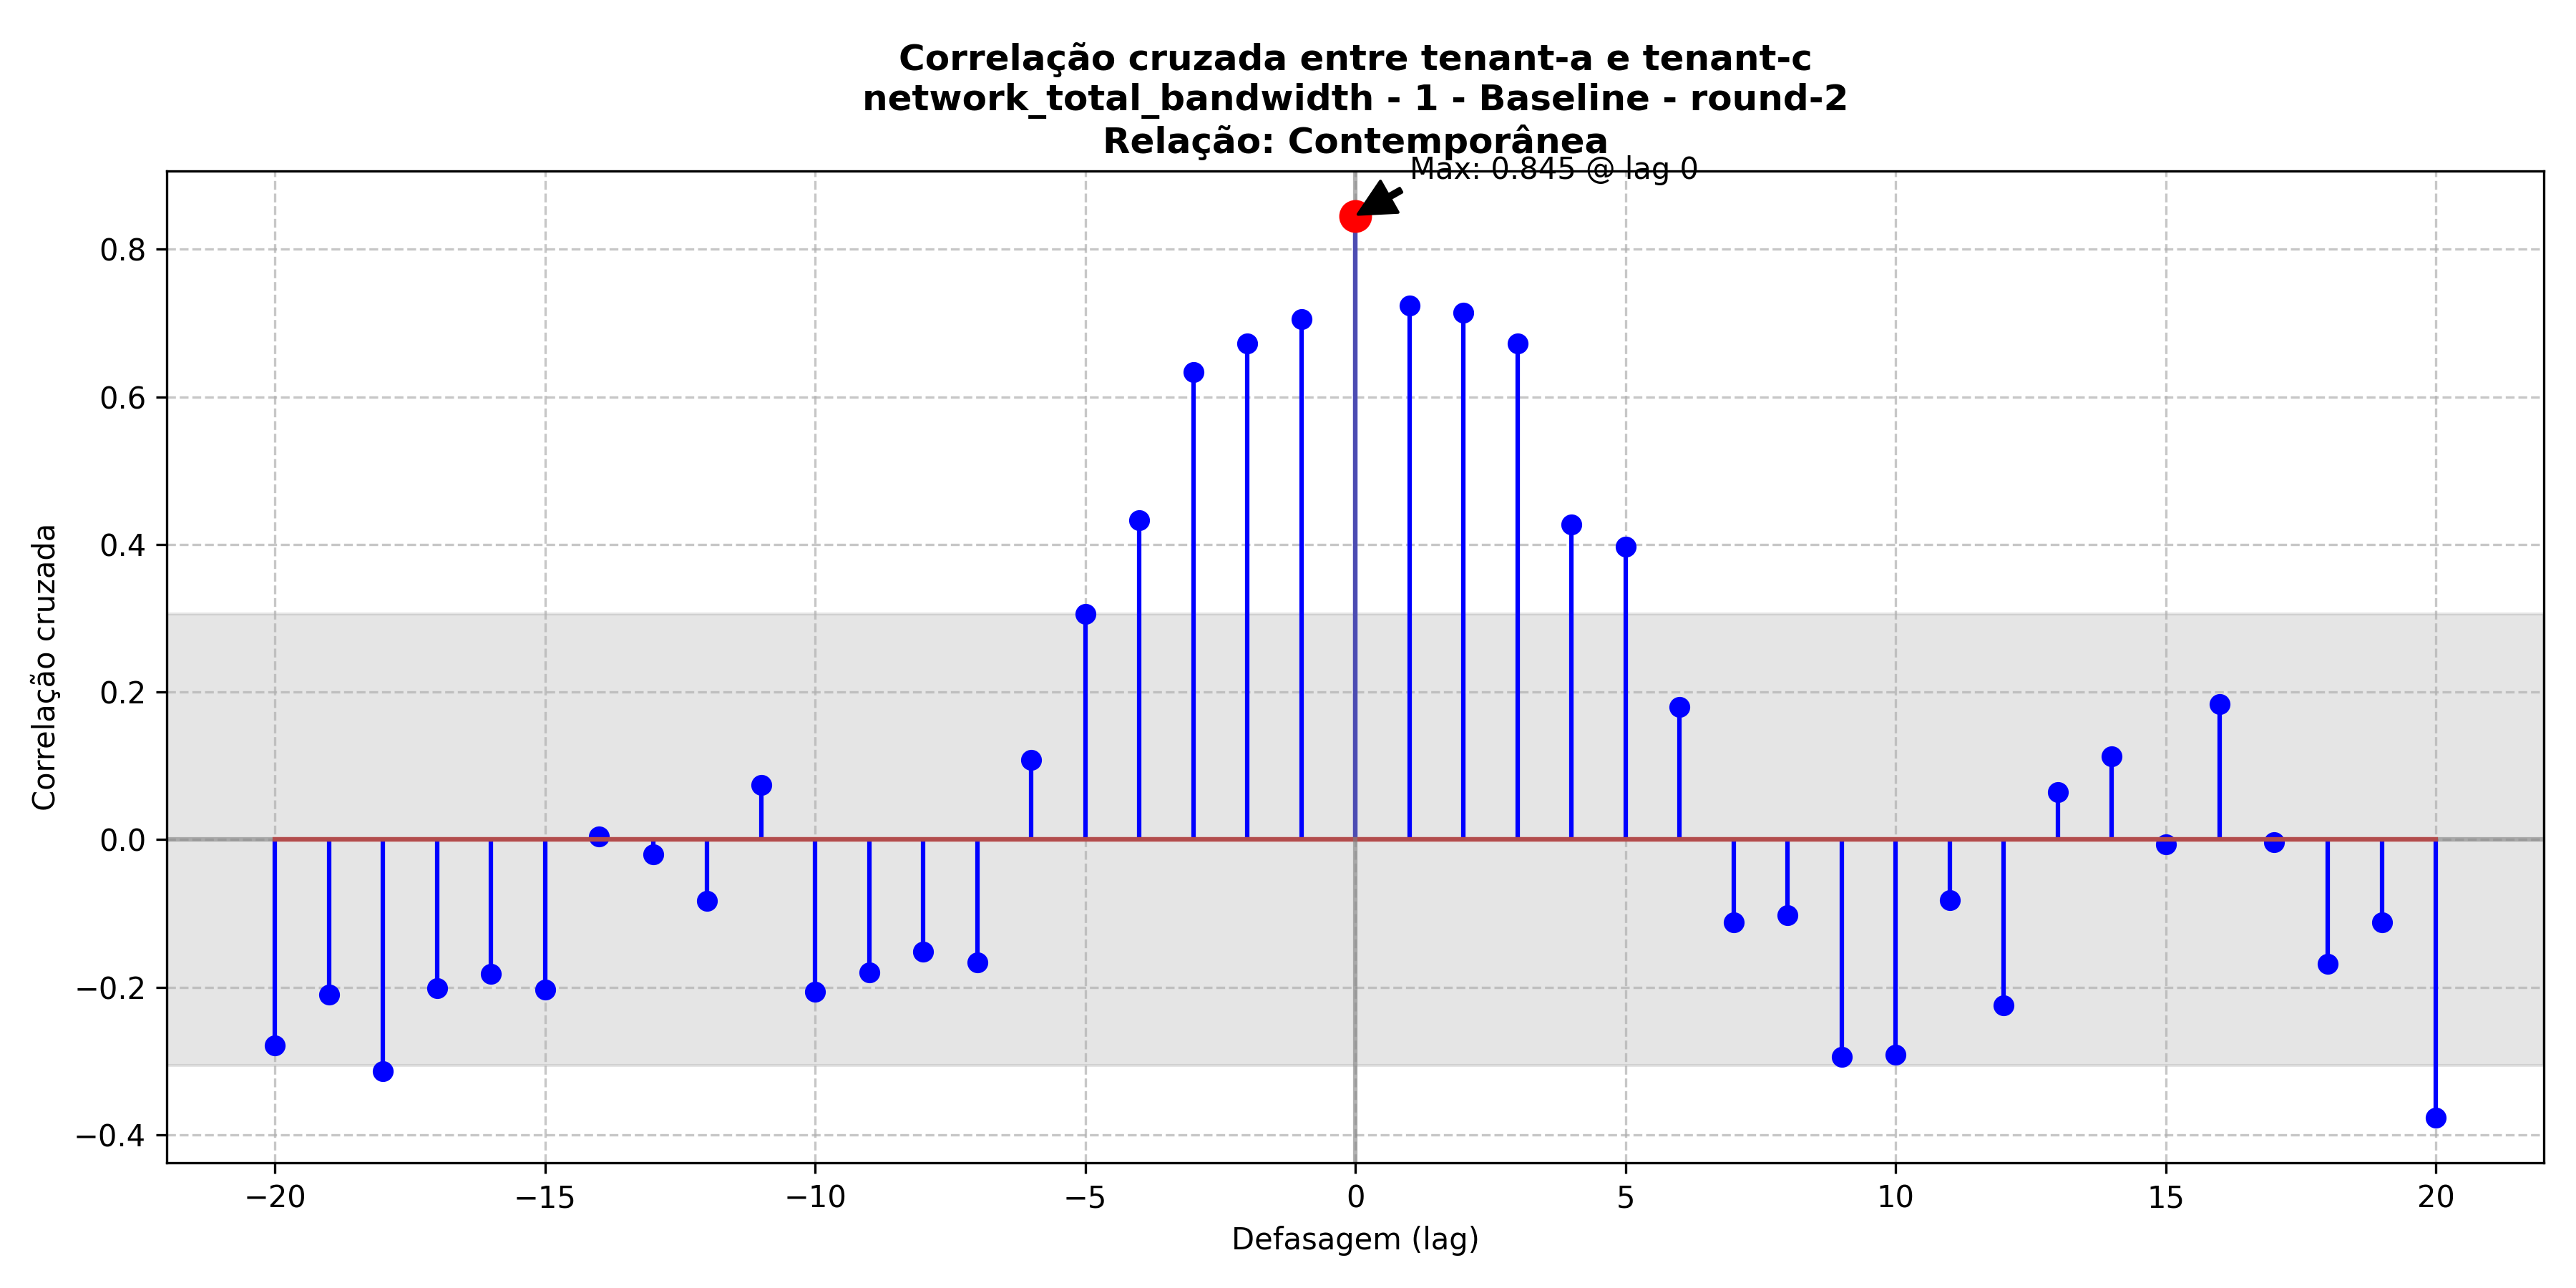 Correlação cruzada entre tenant-a e tenant-c
network_total_bandwidth - 1 - Baseline - round-2
Relação: Contemporânea
Max: 0.845 @ lag 0
0.8
0.6
0.4
0.2
0.0
−0.2
−0.4
Correlação cruzada
−20 −15 −10 −5 0 5 10 15 20
Defasagem (lag)